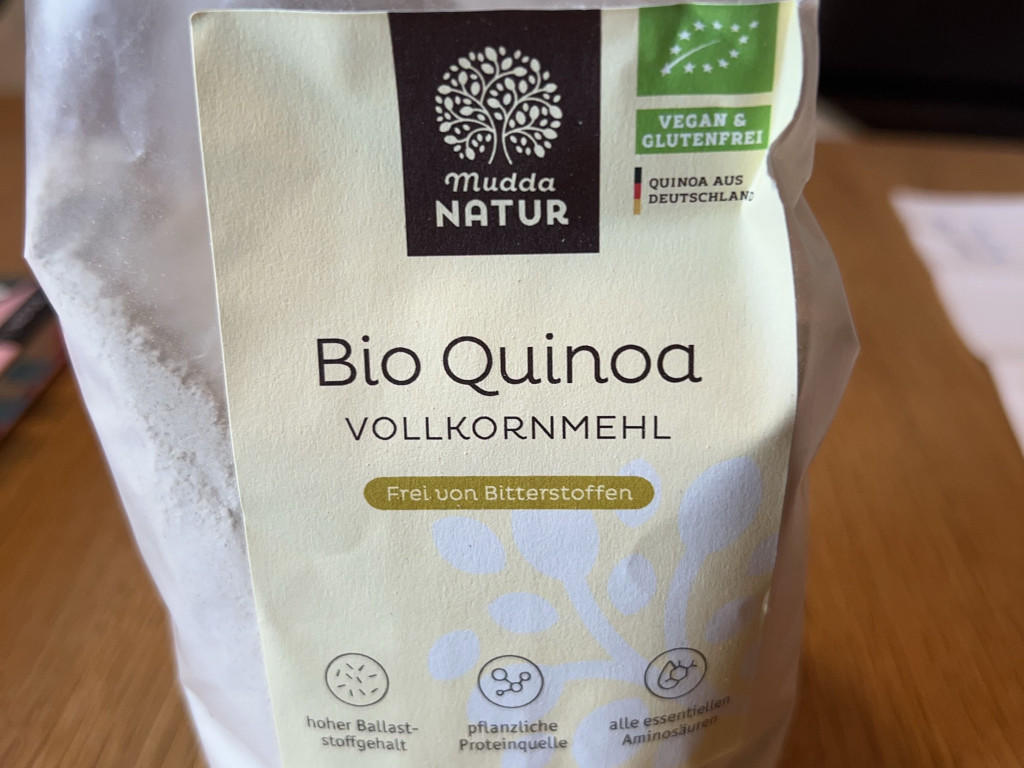 Mudda
NATUR
VEGAN &
GLUTENFREI
QUINOA AUS
DEUTSCHLAND
Bio Quinoa
VOLLKORNMEHL
Frei von Bitterstoffen
hoher Ballast-
stoffgehalt
pflanzliche
Proteinquelle
alle essentiellen
Aminosäuren